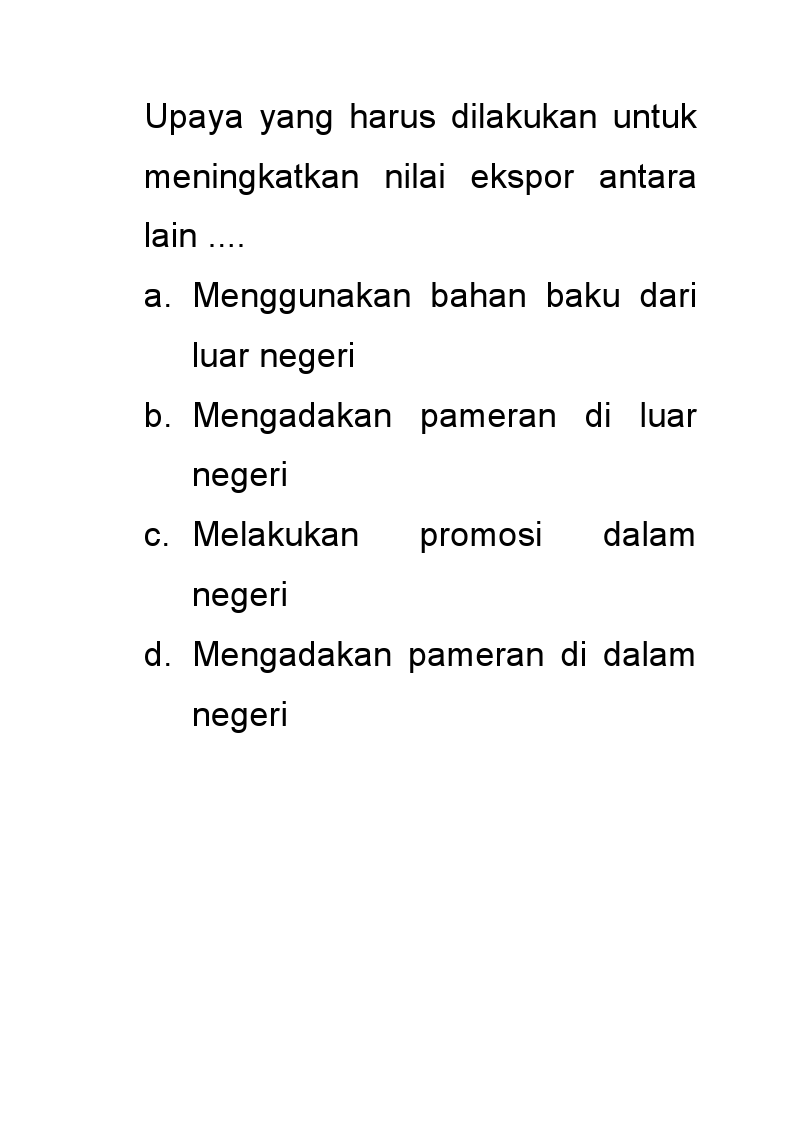 Upaya yang harus dilakukan untuk
meningkatkan nilai ekspor antara
lain ....
a. Menggunakan bahan baku dari
luar negeri
b. Mengadakan pameran di luar
negeri
c. Melakukan promosi dalam
negeri
d. Mengadakan pameran di dalam
negeri